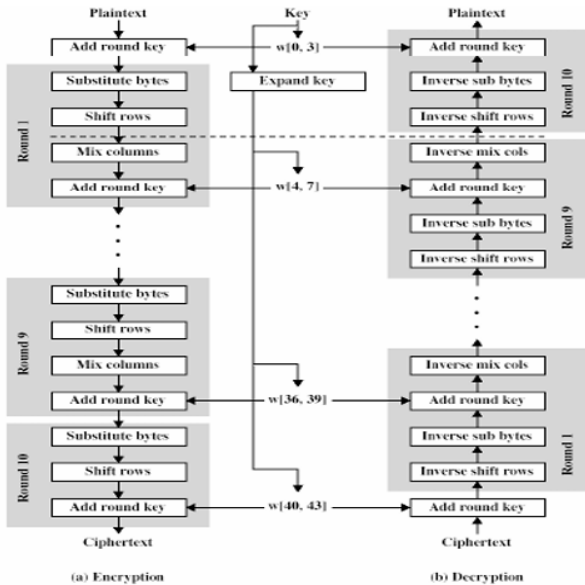 Plaintext
Add round key
Round 1
Substitute bytes
Shift rows
Mix columns
Add round key
Round 9
Substitute bytes
Shift rows
Mix columns
Add round key
Round 10
Substitute bytes
Shift rows
Add round key
Ciphertext
(a) Encryption
Key
w[0, 3]
Expand key
w[4, 7]
w[36, 39]
w[40, 43]
Plaintext
Add round key
Inverse sub bytes
Inverse shift rows
Round 10
Inverse mix cols
Add round key
Inverse sub bytes
Inverse shift rows
Round 9
Inverse mix cols
Add round key
Inverse sub bytes
Inverse shift rows
Round 1
Add round key
Ciphertext
(b) Decryption